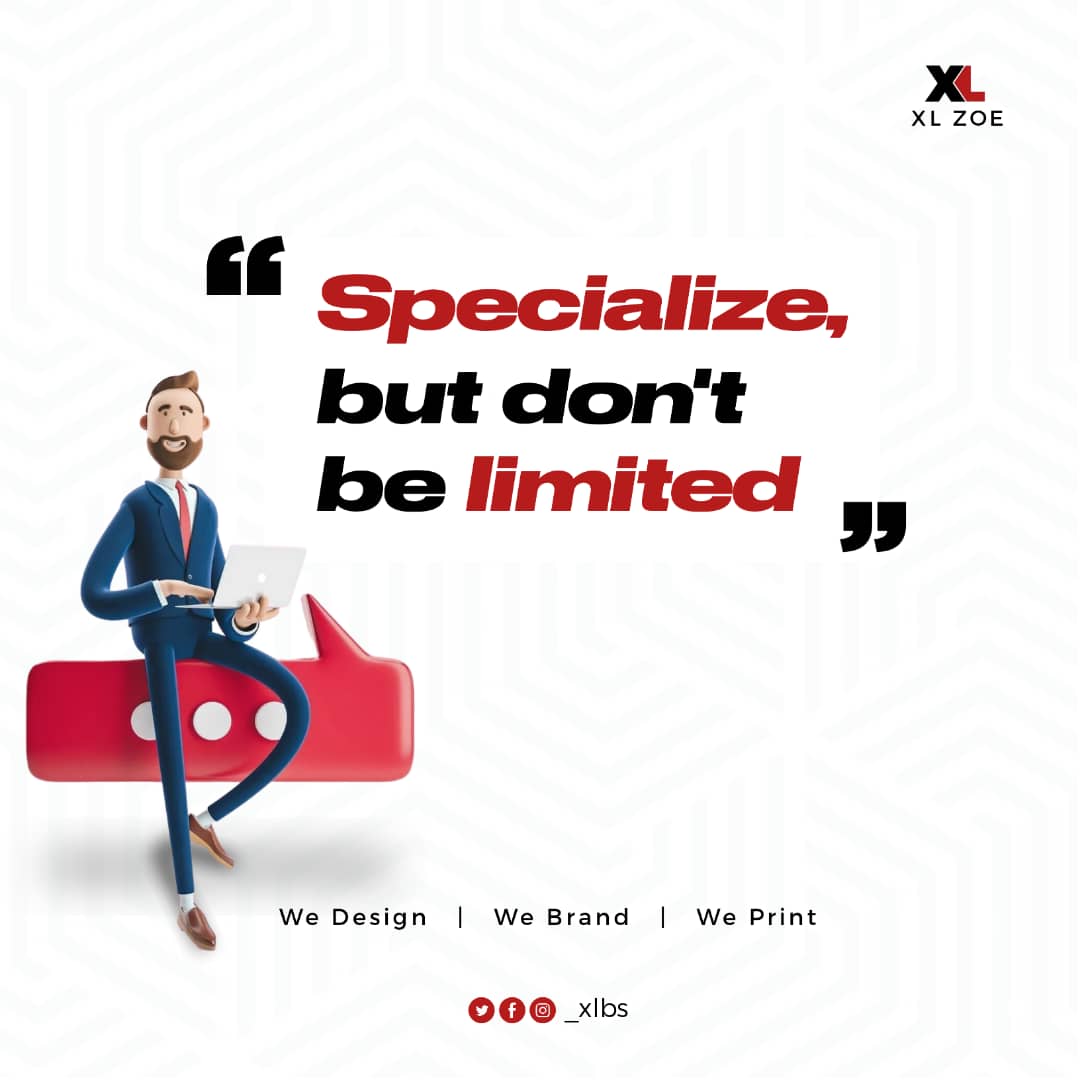 XL
XL ZOE
“
Specialize,
but don't
be limited
”
We Design | We Brand | We Print
_xlbs